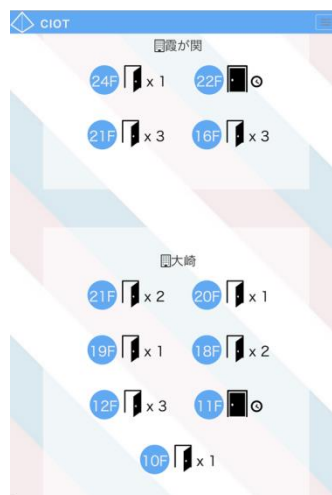 CIOT
霞が関
24F x 1 22F
21F x 3 16F x 3
大崎
21F x 2 20F x 1
19F x 1 18F x 2
12F x 3 11F
10F x 1